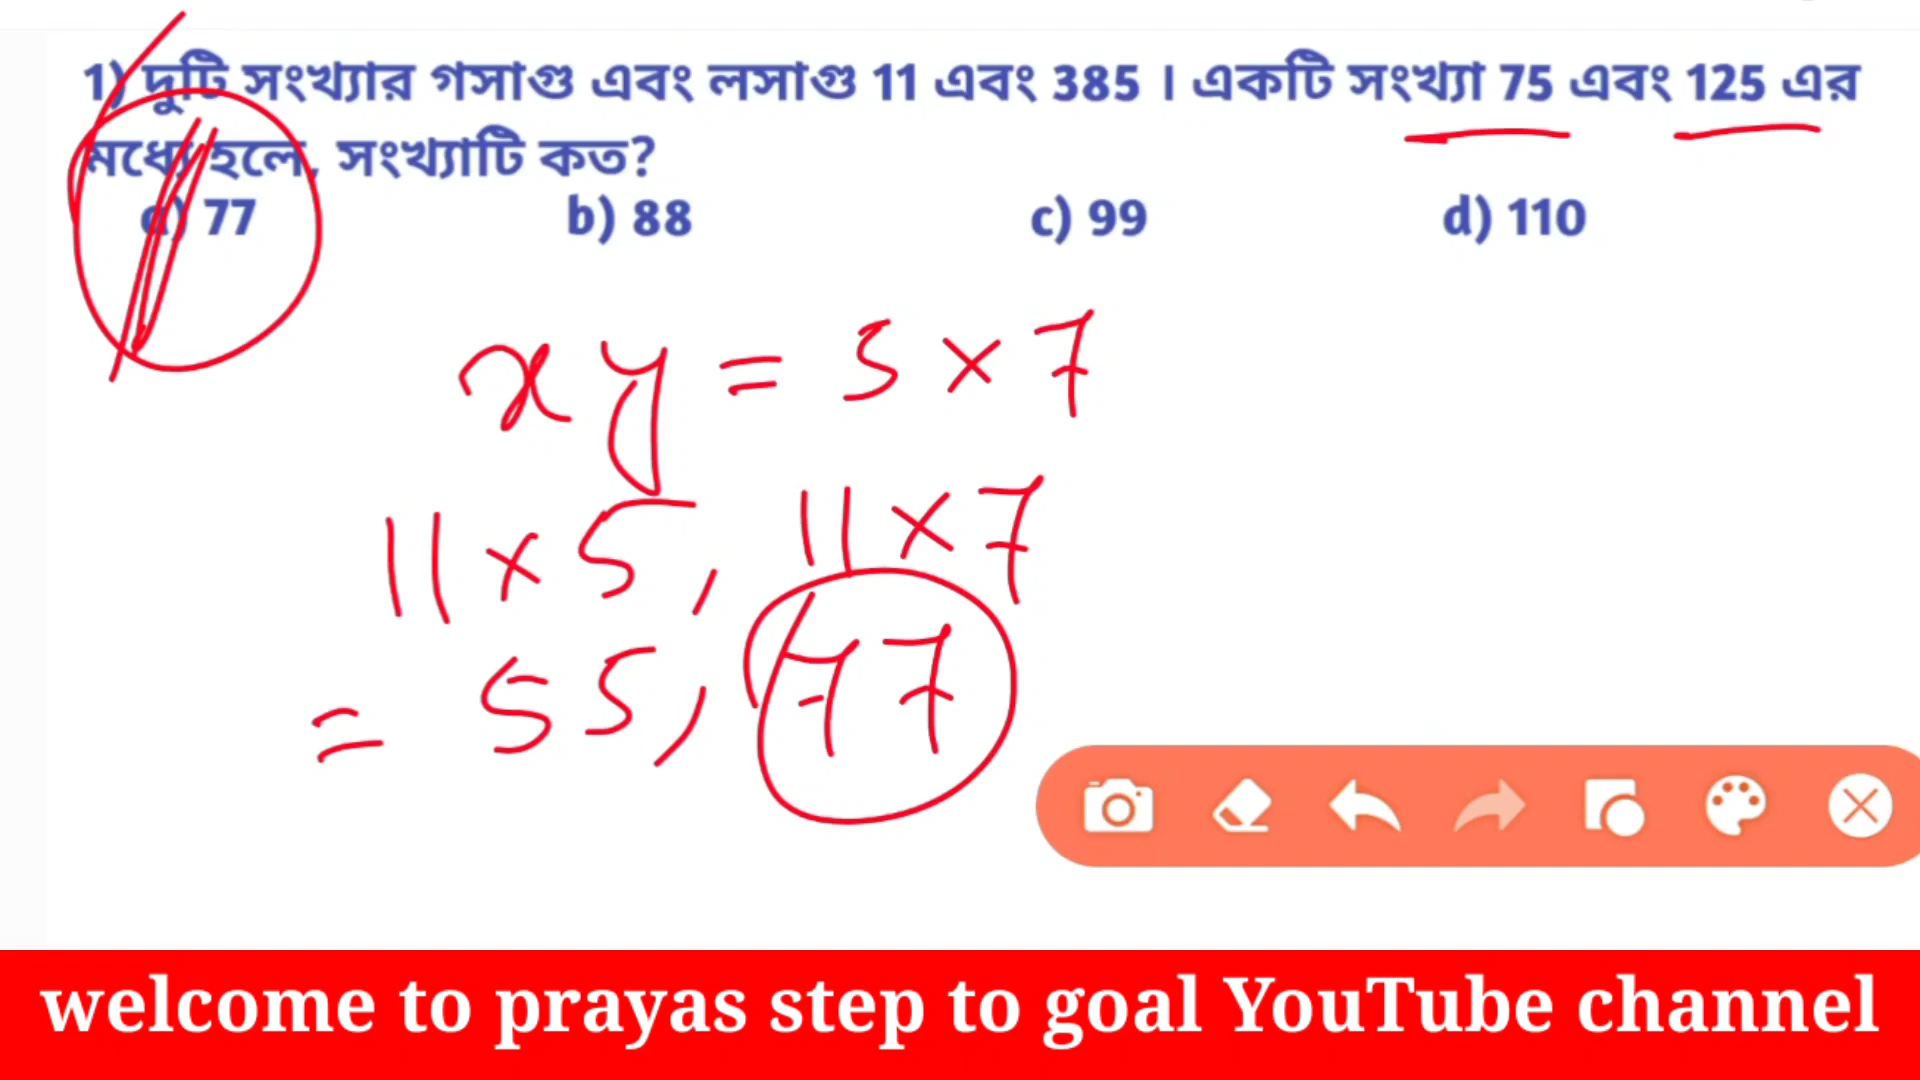 1) দুটি সংখ্যার গসাগু এবং লসাগু 11 এবং 385 । একটি সংখ্যা 75 এবং 125 এর
মধ্যে হলে, সংখ্যাটি কত?
a) 77 b) 88 c) 99 d) 110
xy = 5 × 7
11 × 5, 11 × 7
= 55, 77
welcome to prayas step to goal YouTube channel